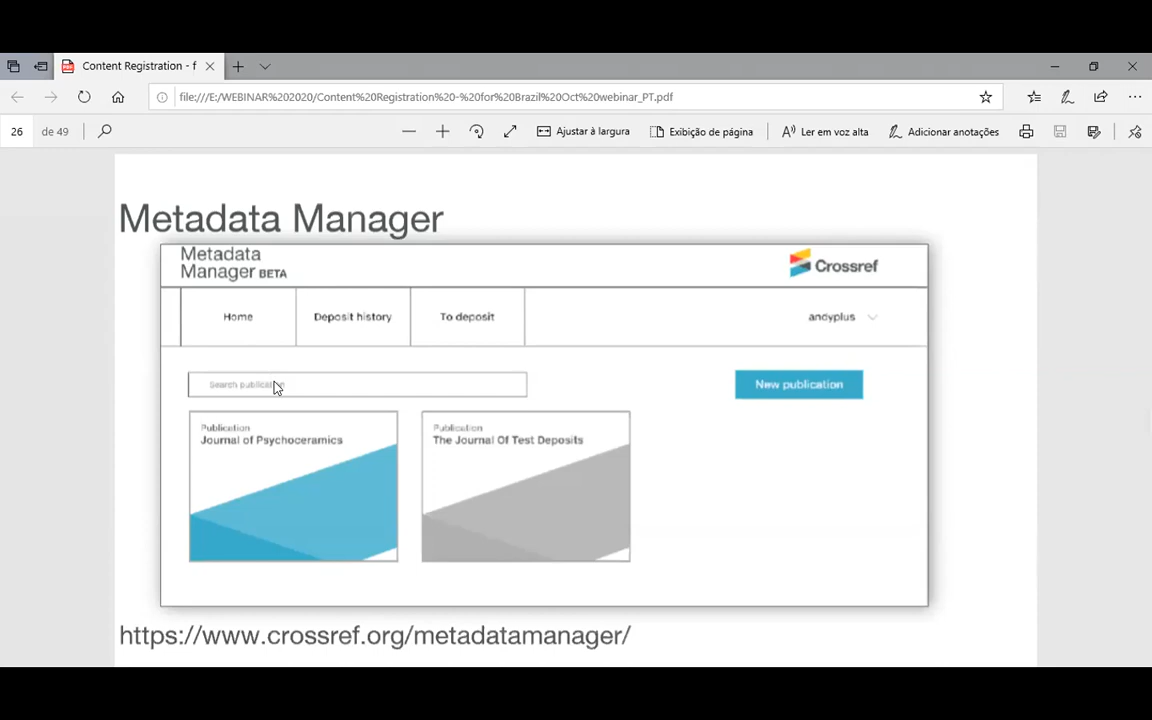 Content Registration - f
file:///E:/WEBINAR%202020/Content%20Registration%20-%20for%20Brazil%20Oct%20webinar_PT.pdf
26 de 49 Ajustar à largura Exibição de página Ler em voz alta Adicionar anotações
Metadata Manager
Metadata
Manager BETA
Crossref
Home Deposit history To deposit andyplus
Search publication New publication
Publication
Journal of Psychoceramics
Publication
The Journal Of Test Deposits
https://www.crossref.org/metadatamanager/